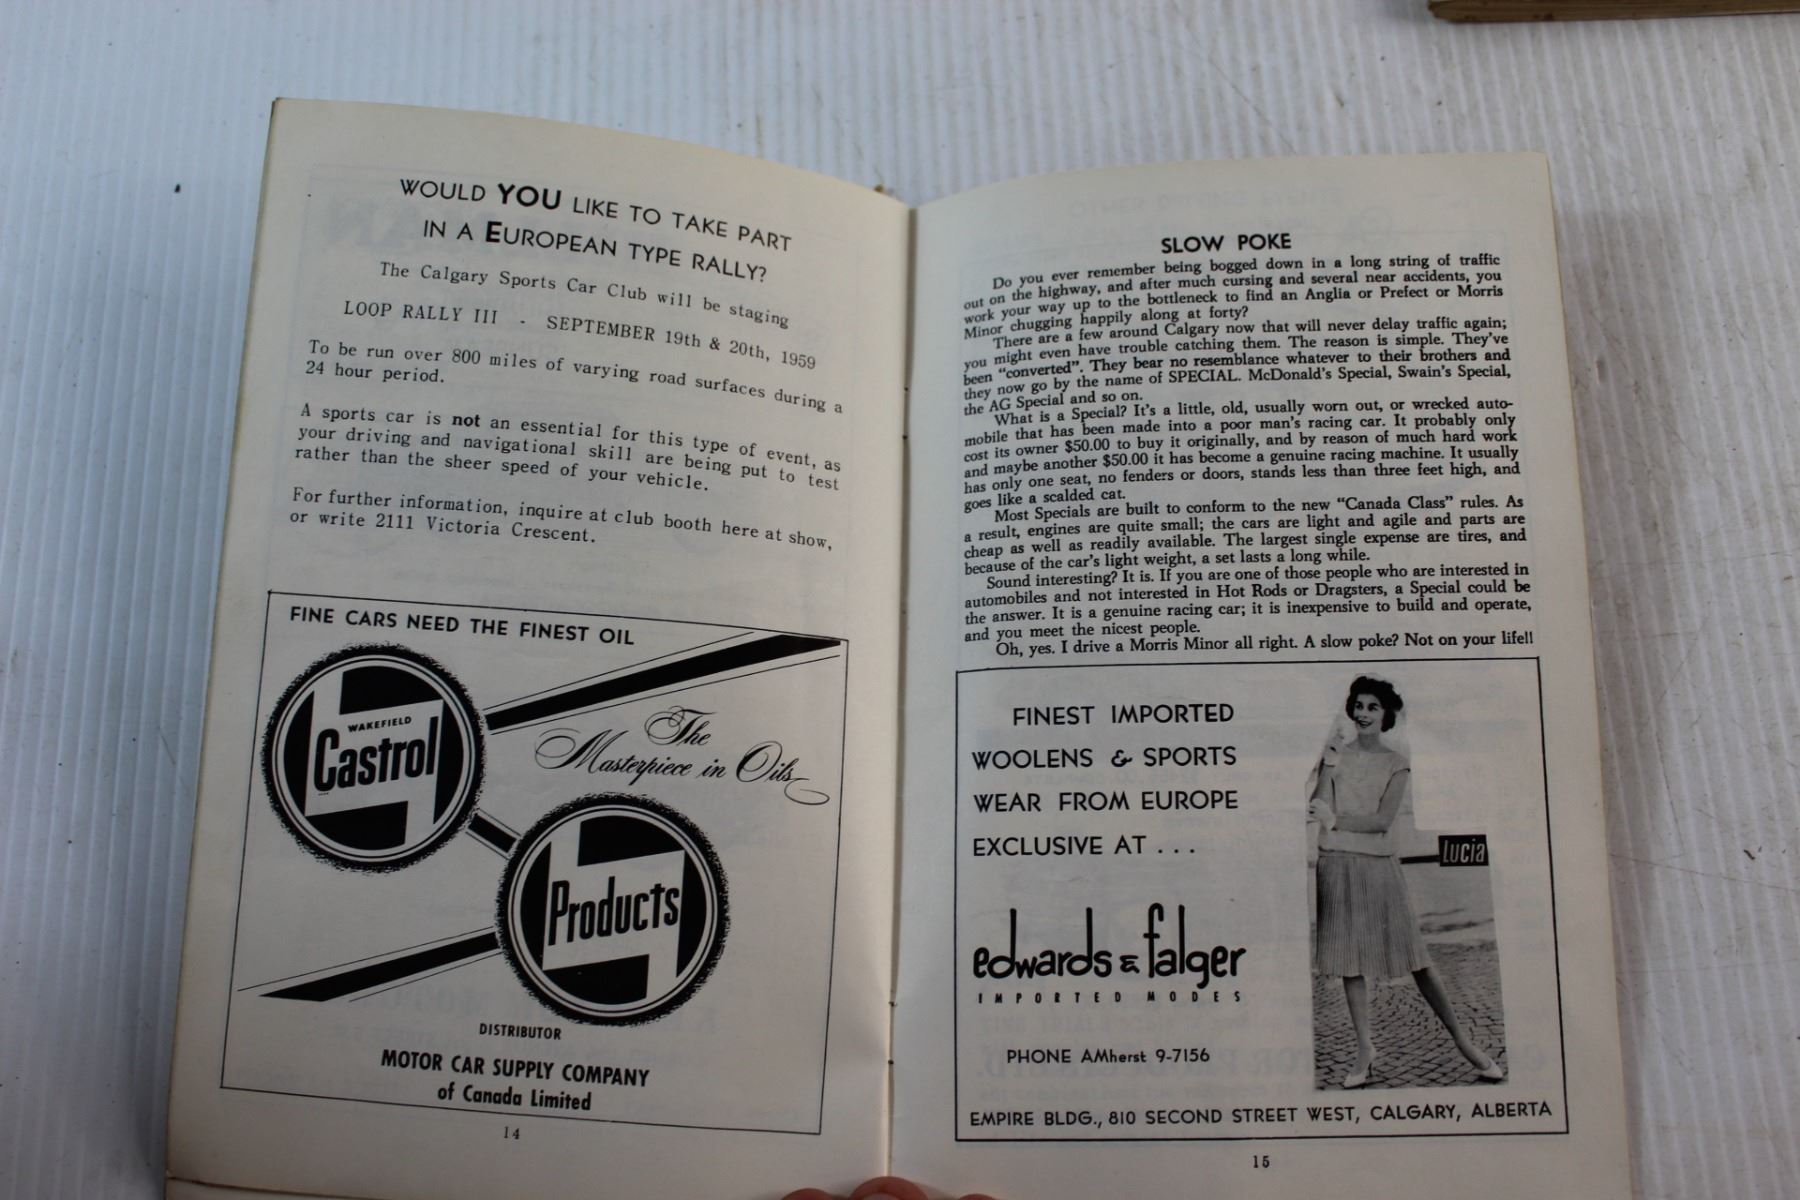 WOULD YOU LIKE TO TAKE PART
IN A EUROPEAN TYPE RALLY?
The Calgary Sports Car Club will be staging
LOOP RALLY III - SEPTEMBER 19th & 20th, 1959
To be run over 800 miles of varying road surfaces during a
24 hour period.
A sports car is not an essential for this type of event, as
your driving and navigational skill are being put to test
rather than the sheer speed of your vehicle.
For further information, inquire at club booth here at show,
or write 2111 Victoria Crescent.
FINE CARS NEED THE FINEST OIL
WAKEFIELD
Castrol
The
Masterpiece in Oils
Products
DISTRIBUTOR
MOTOR CAR SUPPLY COMPANY
of Canada Limited
14
SLOW POKE
Do you ever remember being bogged down in a long string of traffic
out on the highway, and after much cursing and several near accidents, you
work your way up to the bottleneck to find an Anglia or Prefect or Morris
Minor chugging happily along at forty?
There are a few around Calgary now that will never delay traffic again;
you might even have trouble catching them. The reason is simple. They've
been "converted". They bear no resemblance whatever to their brothers and
they now go by the name of SPECIAL. McDonald's Special, Swain's Special,
the AG Special and so on.
What is a Special? It's a little, old, usually worn out, or wrecked auto-
mobile that has been made into a poor man's racing car. It probably only
cost its owner $50.00 to buy it originally, and by reason of much hard work
and maybe another $50.00 it has become a genuine racing machine. It usually
has only one seat, no fenders or doors, stands less than three feet high, and
goes like a scalded cat.
Most Specials are built to conform to the new "Canada Class" rules. As
a result, engines are quite small; the cars are light and agile and parts are
cheap as well as readily available. The largest single expense are tires, and
because of the car's light weight, a set lasts a long while.
Sound interesting? It is. If you are one of those people who are interested in
automobiles and not interested in Hot Rods or Dragsters, a Special could be
the answer. It is a genuine racing car; it is inexpensive to build and operate,
and you meet the nicest people.
Oh, yes. I drive a Morris Minor all right. A slow poke? Not on your life!!
FINEST IMPORTED
WOOLENS & SPORTS
WEAR FROM EUROPE
EXCLUSIVE AT . . .
Lucia
edwards & falger
IMPORTED MODES
PHONE AMherst 9-7156
EMPIRE BLDG., 810 SECOND STREET WEST, CALGARY, ALBERTA
15